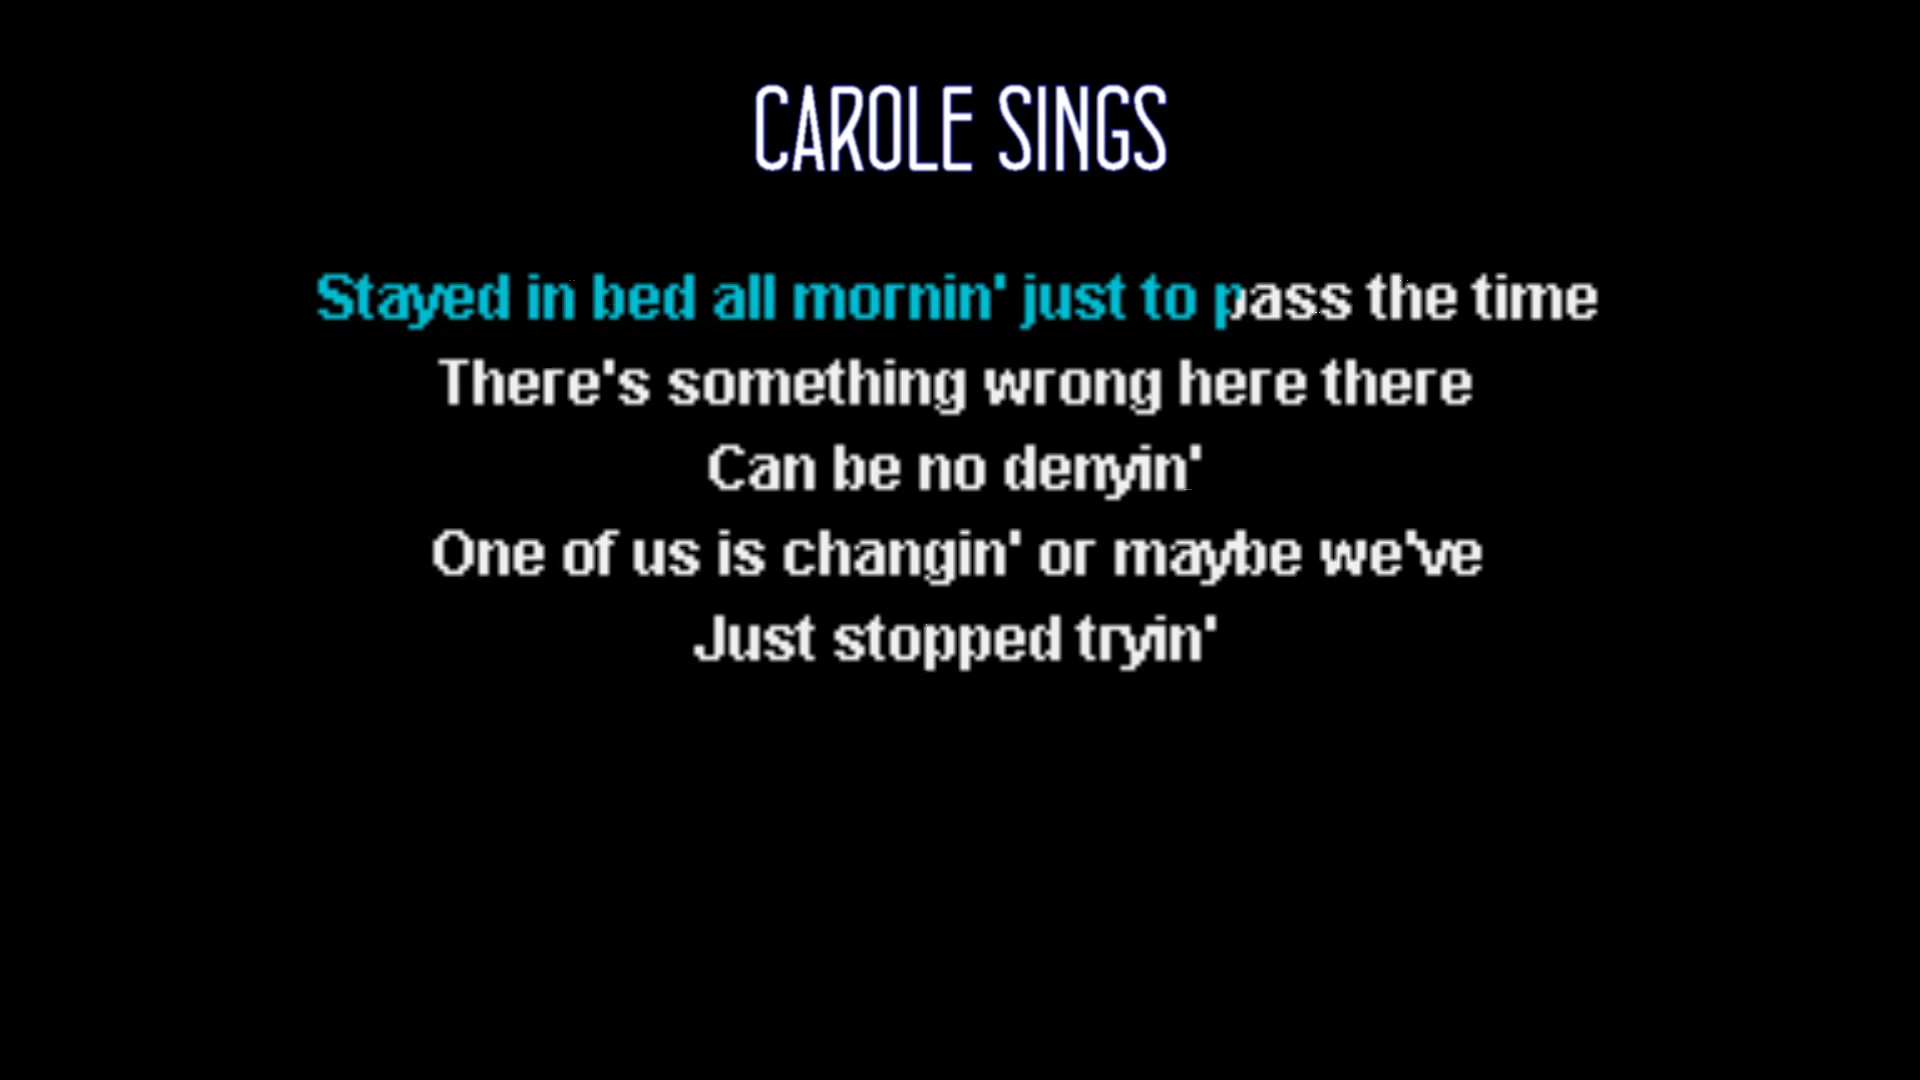 CAROLE SINGS
Stayed in bed all mornin' just to pass the time
There's something wrong here there
Can be no denyin'
One of us is changin' or maybe we've
Just stopped tryin'